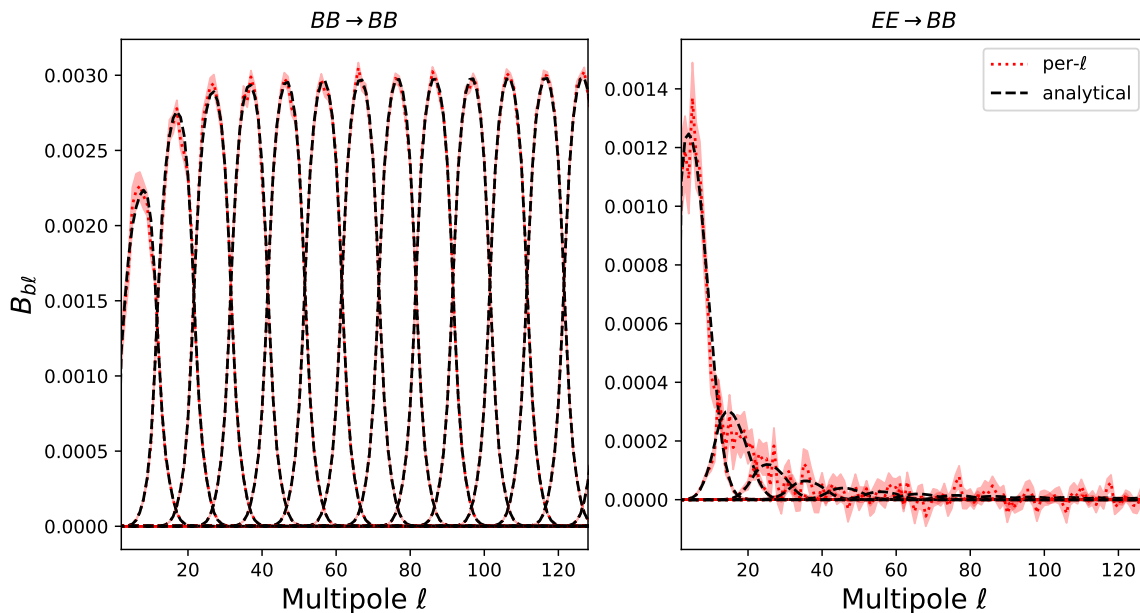 BB → BB
EE → BB
per-ℓ
analytical
B_{bℓ}
0.0030
0.0025
0.0020
0.0015
0.0010
0.0005
0.0000
0.0014
0.0012
0.0010
0.0008
0.0006
0.0004
0.0002
0.0000
20 40 60 80 100 120
20 40 60 80 100 120
Multipole ℓ
Multipole ℓ